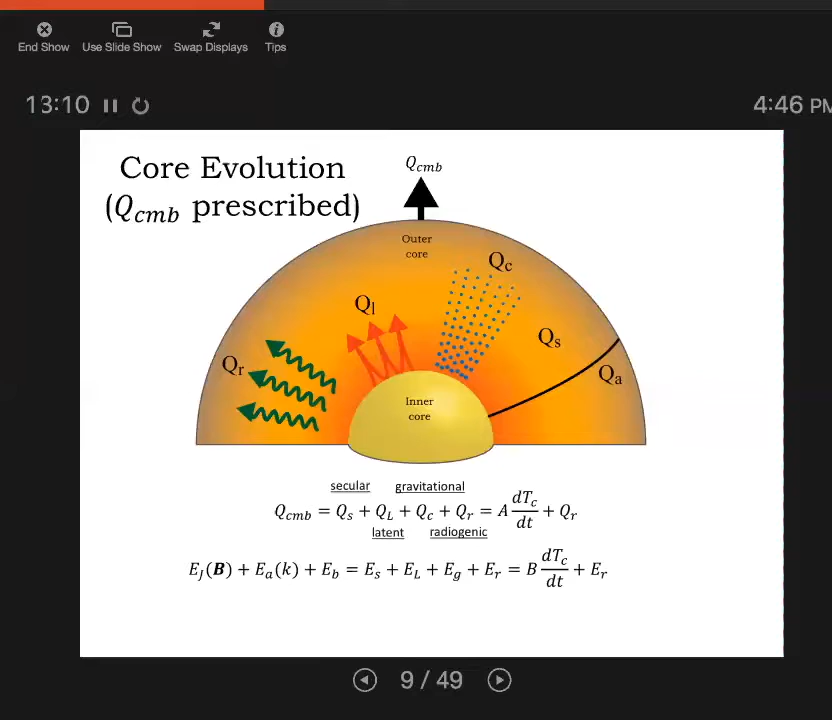 End Show Use Slide Show Swap Displays Tips
13:10 4:46 PM
Core Evolution
(Q_cmb prescribed)
Q_cmb
Outer
core
Q_c
Q_l
Q_s
Q_r
Q_a
Inner
core
secular gravitational
Q_cmb = Q_s + Q_L + Q_c + Q_r = A dT_c/dt + Q_r
latent radiogenic
E_J(B) + E_a(k) + E_b = E_s + E_L + E_g + E_r = B dT_c/dt + E_r
9 / 49